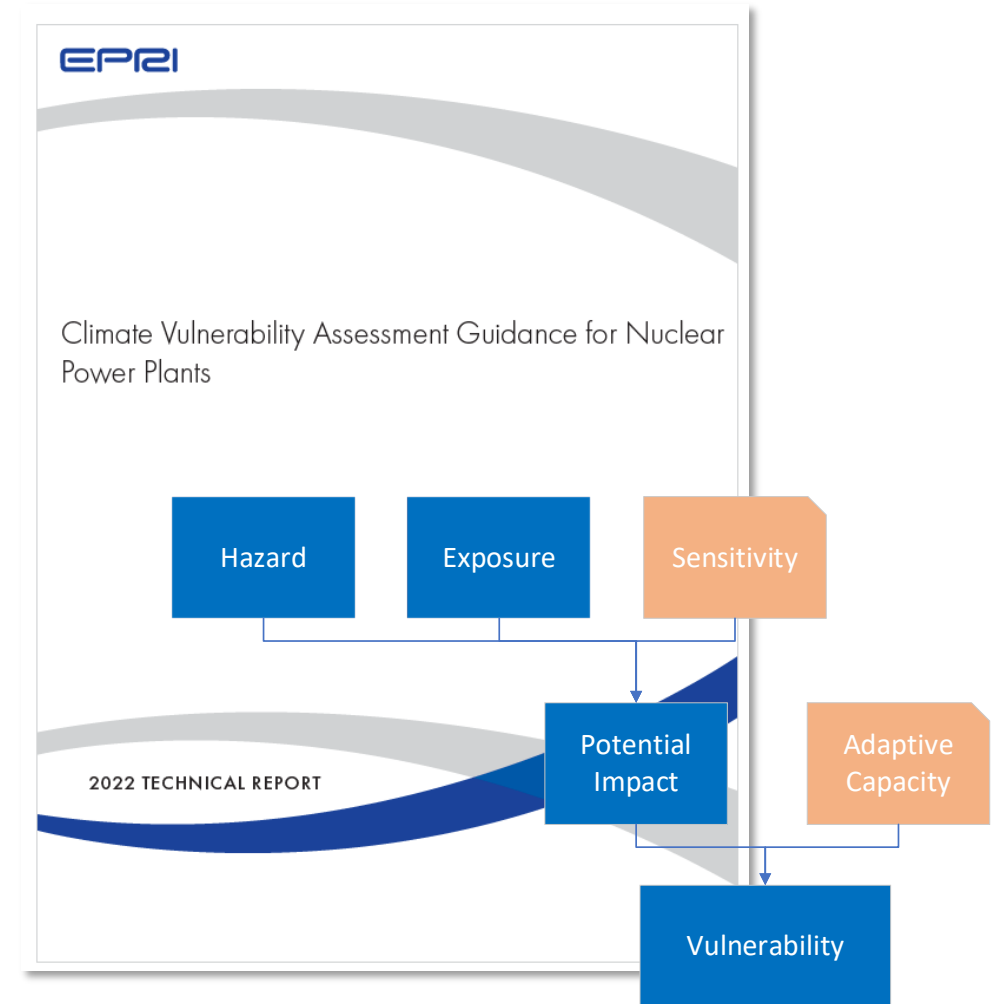 EPRI
Climate Vulnerability Assessment Guidance for Nuclear
Power Plants
Hazard
Exposure
Sensitivity
Potential
Impact
Adaptive
Capacity
2022 TECHNICAL REPORT
Vulnerability